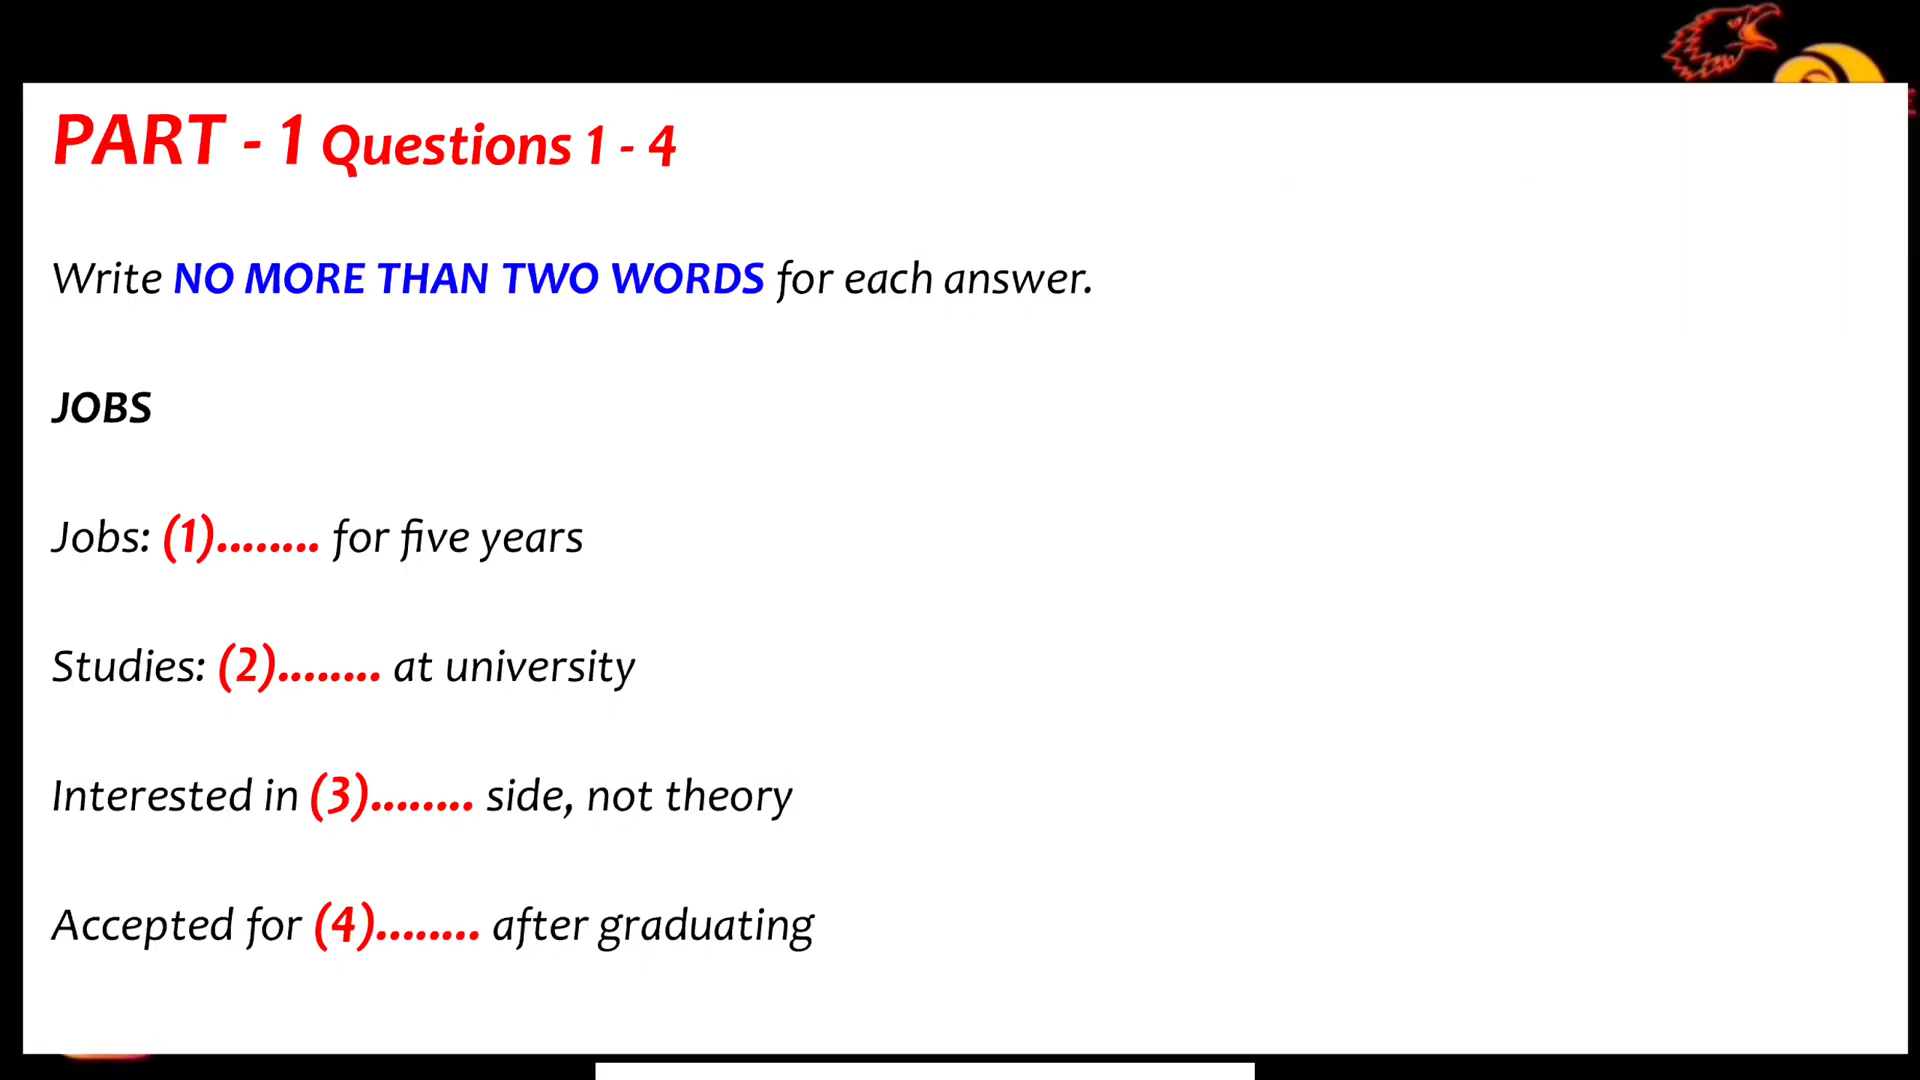 PART - 1 Questions 1 - 4
Write NO MORE THAN TWO WORDS for each answer.
JOBS
Jobs: (1)........ for five years
Studies: (2)........ at university
Interested in (3)........ side, not theory
Accepted for (4)........ after graduating